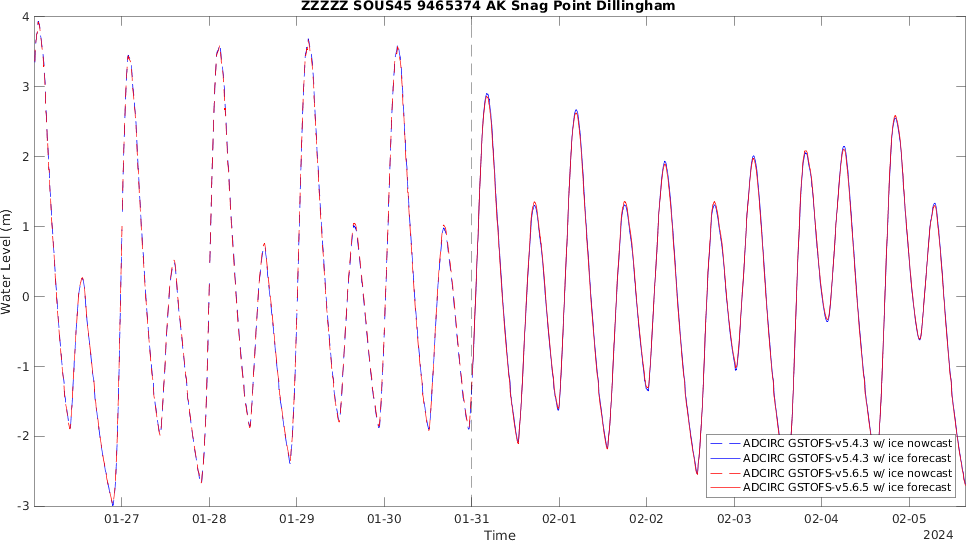 ZZZZZ SOUS45 9465374 AK Snag Point Dillingham
4
3
2
1
0
-1
-2
-3
Water Level (m)
ADCIRC GSTOFS-v5.4.3 w/ ice nowcast
ADCIRC GSTOFS-v5.4.3 w/ ice forecast
ADCIRC GSTOFS-v5.6.5 w/ ice nowcast
ADCIRC GSTOFS-v5.6.5 w/ ice forecast
01-27 01-28 01-29 01-30 01-31 02-01 02-02 02-03 02-04 02-05
Time
2024